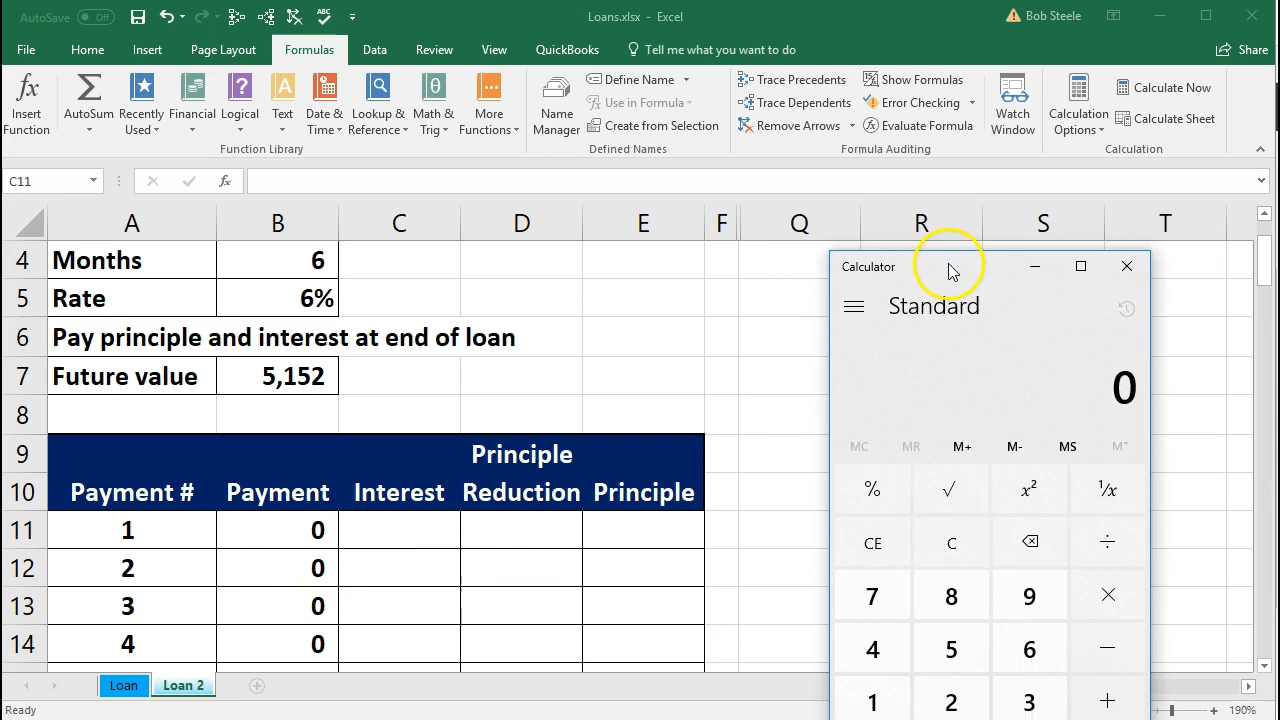 AutoSave Off
Loans.xlsx - Excel
Bob Steele
File Home Insert Page Layout Formulas Data Review View QuickBooks Tell me what you want to do Share
fx Insert Function
Σ AutoSum
Recently Used
Financial
Logical
Text
Date & Time
Lookup & Reference
Math & Trig
More Functions
Function Library
Name Manager
Define Name
Use in Formula
Create from Selection
Defined Names
Trace Precedents
Trace Dependents
Remove Arrows
Show Formulas
Error Checking
Evaluate Formula
Formula Auditing
Watch Window
Calculation Options
Calculate Now
Calculate Sheet
Calculation
C11 fx
A B C D E F Q R S T
4 Months 6
5 Rate 6%
6 Pay principle and interest at end of loan
7 Future value 5,152
8
9 Principle
10 Payment # Payment Interest Reduction Principle
11 1 0
12 2 0
13 3 0
14 4 0
Calculator
Standard
0
MC MR M+ M- MS M˅
% √ x² ¹/x
CE C ÷
7 8 9 ×
4 5 6 −
1 2 3 +
Loan Loan 2
Ready
190%